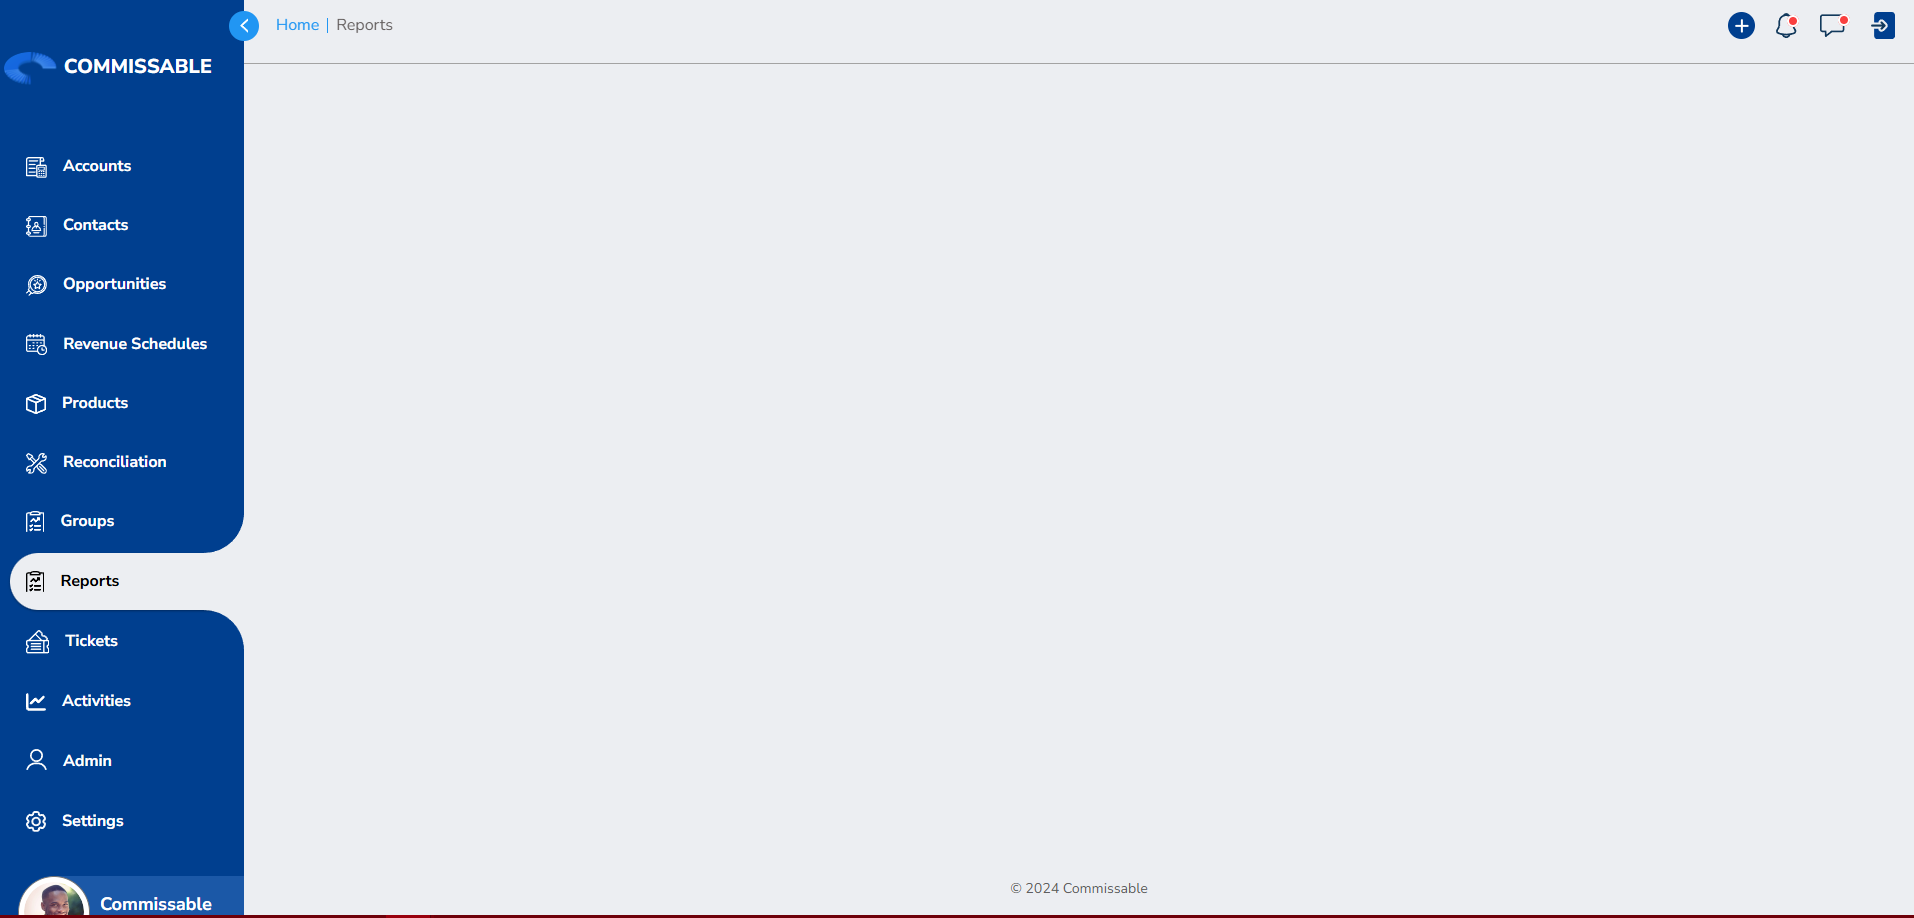 Home | Reports
COMMISSABLE
Accounts
Contacts
Opportunities
Revenue Schedules
Products
Reconciliation
Groups
Reports
Tickets
Activities
Admin
Settings
Commissable
© 2024 Commissable